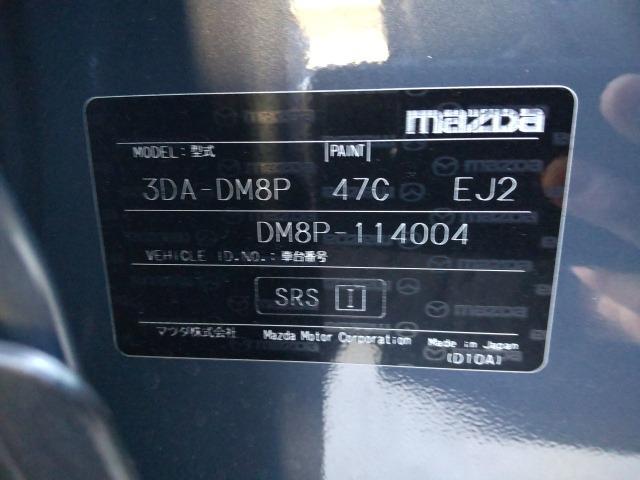 mazda
MODEL : 型式 PAINT
3DA-DM8P 47C EJ2
DM8P-114004
VEHICLE ID.NO. : 車台番号
SRS I
マツダ株式会社 Mazda Motor Corporation Made in Japan
(D10A)